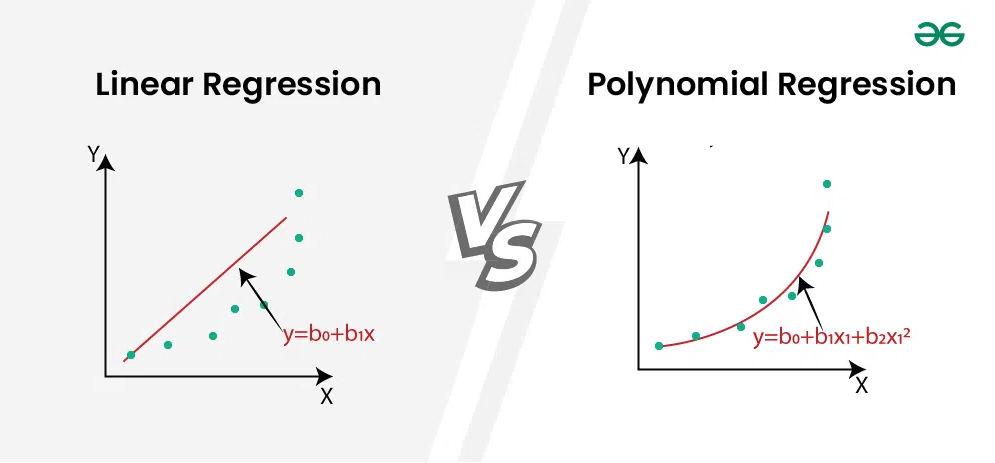 Linear Regression
Y
y=b₀+b₁x
X
VS
Polynomial Regression
Y
y=b₀+b₁x₁+b₂x₁²
X